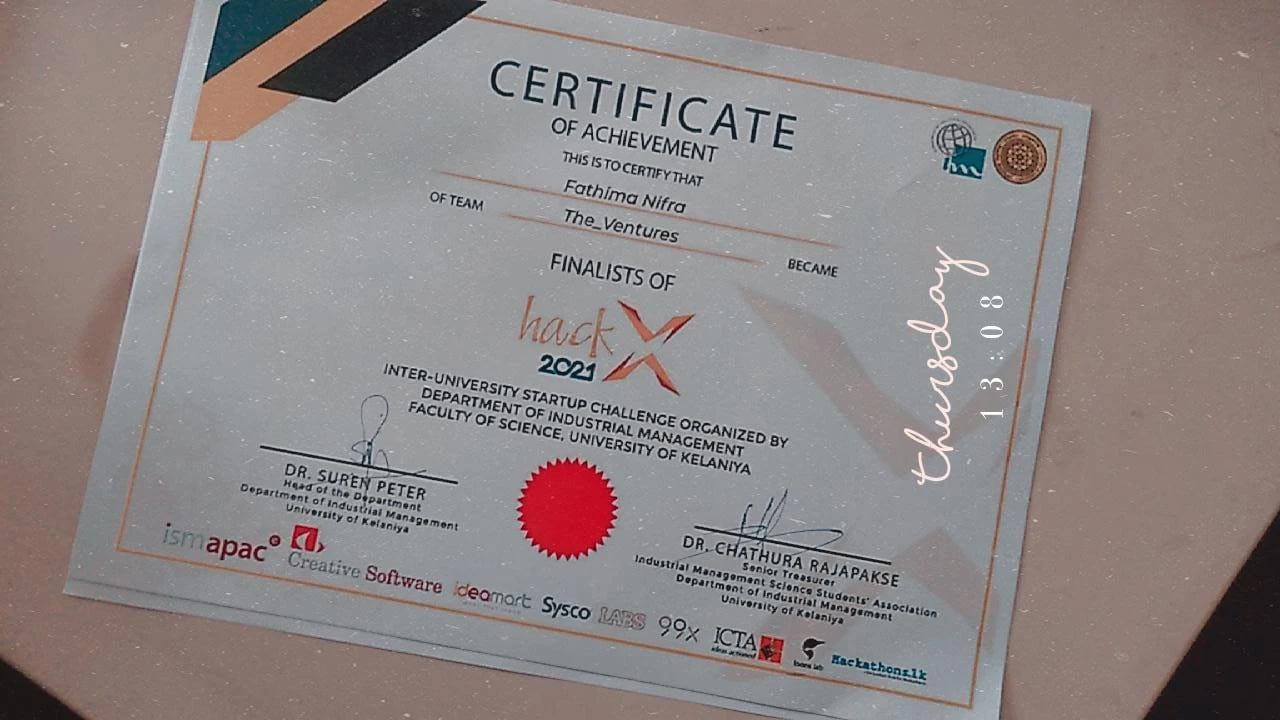 CERTIFICATE
OF ACHIEVEMENT
THIS IS TO CERTIFY THAT
Fathima Nifra
OF TEAM The_Ventures BECAME
FINALISTS OF
hackX
2021
INTER-UNIVERSITY STARTUP CHALLENGE ORGANIZED BY
DEPARTMENT OF INDUSTRIAL MANAGEMENT
FACULTY OF SCIENCE, UNIVERSITY OF KELANIYA
DR. SUREN PETER
Head of the Department
Department of Industrial Management
University of Kelaniya
DR. CHATHURA RAJAPAKSE
Senior Treasurer
Industrial Management Science Students' Association
Department of Industrial Management
University of Kelaniya
ismapac
Creative Software
ideamart
Sysco LABS
99x
ICTA
ideas actioned
Hackathons.lk
thursday
13:08